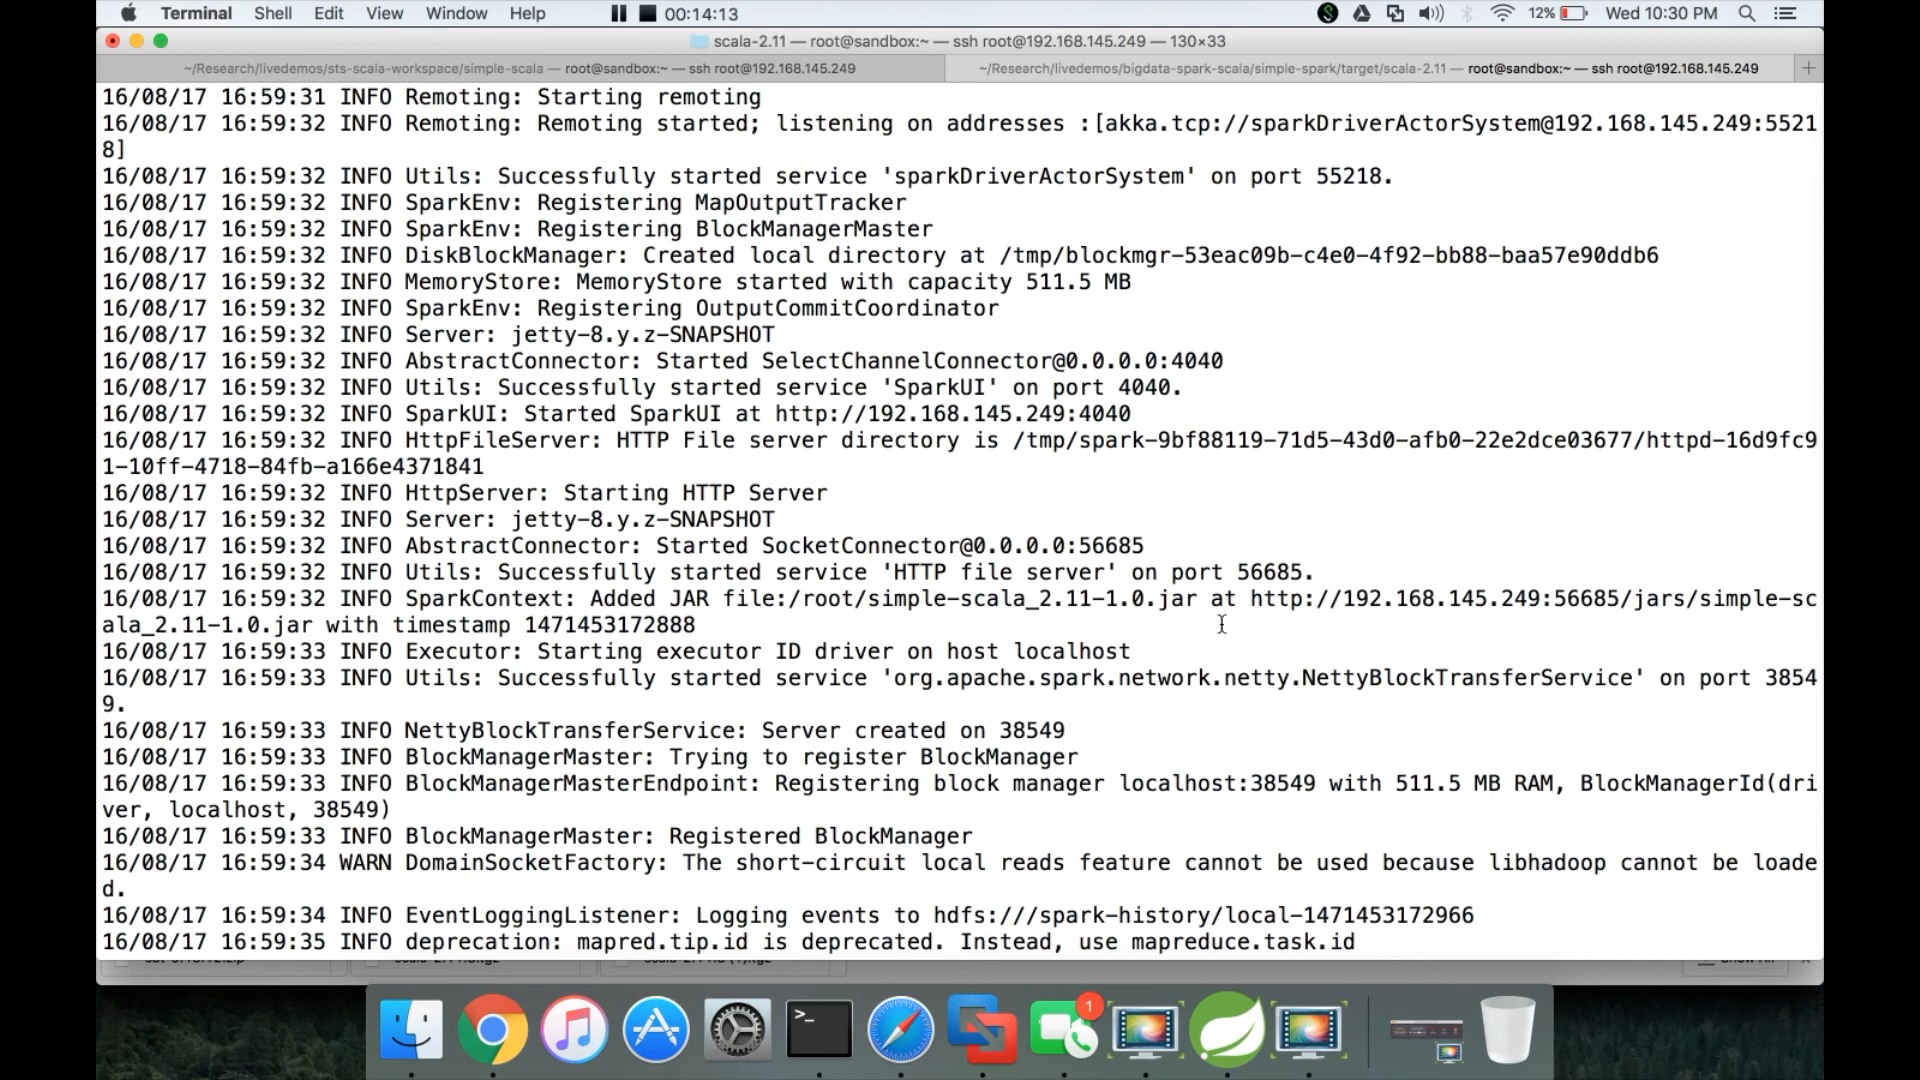 Terminal Shell Edit View Window Help 00:14:13 12% Wed 10:30 PM
scala-2.11 — root@sandbox:~ — ssh root@192.168.145.249 — 130×33
~/Research/livedemos/sts-scala-workspace/simple-scala — root@sandbox:~ — ssh root@192.168.145.249 ~/Research/livedemos/bigdata-spark-scala/simple-spark/target/scala-2.11 — root@sandbox:~ — ssh root@192.168.145.249 +
16/08/17 16:59:31 INFO Remoting: Starting remoting
16/08/17 16:59:32 INFO Remoting: Remoting started; listening on addresses :[akka.tcp://sparkDriverActorSystem@192.168.145.249:5521
8]
16/08/17 16:59:32 INFO Utils: Successfully started service 'sparkDriverActorSystem' on port 55218.
16/08/17 16:59:32 INFO SparkEnv: Registering MapOutputTracker
16/08/17 16:59:32 INFO SparkEnv: Registering BlockManagerMaster
16/08/17 16:59:32 INFO DiskBlockManager: Created local directory at /tmp/blockmgr-53eac09b-c4e0-4f92-bb88-baa57e90ddb6
16/08/17 16:59:32 INFO MemoryStore: MemoryStore started with capacity 511.5 MB
16/08/17 16:59:32 INFO SparkEnv: Registering OutputCommitCoordinator
16/08/17 16:59:32 INFO Server: jetty-8.y.z-SNAPSHOT
16/08/17 16:59:32 INFO AbstractConnector: Started SelectChannelConnector@0.0.0.0:4040
16/08/17 16:59:32 INFO Utils: Successfully started service 'SparkUI' on port 4040.
16/08/17 16:59:32 INFO SparkUI: Started SparkUI at http://192.168.145.249:4040
16/08/17 16:59:32 INFO HttpFileServer: HTTP File server directory is /tmp/spark-9bf88119-71d5-43d0-afb0-22e2dce03677/httpd-16d9fc9
1-10ff-4718-84fb-a166e4371841
16/08/17 16:59:32 INFO HttpServer: Starting HTTP Server
16/08/17 16:59:32 INFO Server: jetty-8.y.z-SNAPSHOT
16/08/17 16:59:32 INFO AbstractConnector: Started SocketConnector@0.0.0.0:56685
16/08/17 16:59:32 INFO Utils: Successfully started service 'HTTP file server' on port 56685.
16/08/17 16:59:32 INFO SparkContext: Added JAR file:/root/simple-scala_2.11-1.0.jar at http://192.168.145.249:56685/jars/simple-sc
ala_2.11-1.0.jar with timestamp 1471453172888
16/08/17 16:59:33 INFO Executor: Starting executor ID driver on host localhost
16/08/17 16:59:33 INFO Utils: Successfully started service 'org.apache.spark.network.netty.NettyBlockTransferService' on port 3854
9.
16/08/17 16:59:33 INFO NettyBlockTransferService: Server created on 38549
16/08/17 16:59:33 INFO BlockManagerMaster: Trying to register BlockManager
16/08/17 16:59:33 INFO BlockManagerMasterEndpoint: Registering block manager localhost:38549 with 511.5 MB RAM, BlockManagerId(dri
ver, localhost, 38549)
16/08/17 16:59:33 INFO BlockManagerMaster: Registered BlockManager
16/08/17 16:59:34 WARN DomainSocketFactory: The short-circuit local reads feature cannot be used because libhadoop cannot be loade
d.
16/08/17 16:59:34 INFO EventLoggingListener: Logging events to hdfs:///spark-history/local-1471453172966
16/08/17 16:59:35 INFO deprecation: mapred.tip.id is deprecated. Instead, use mapreduce.task.id
1